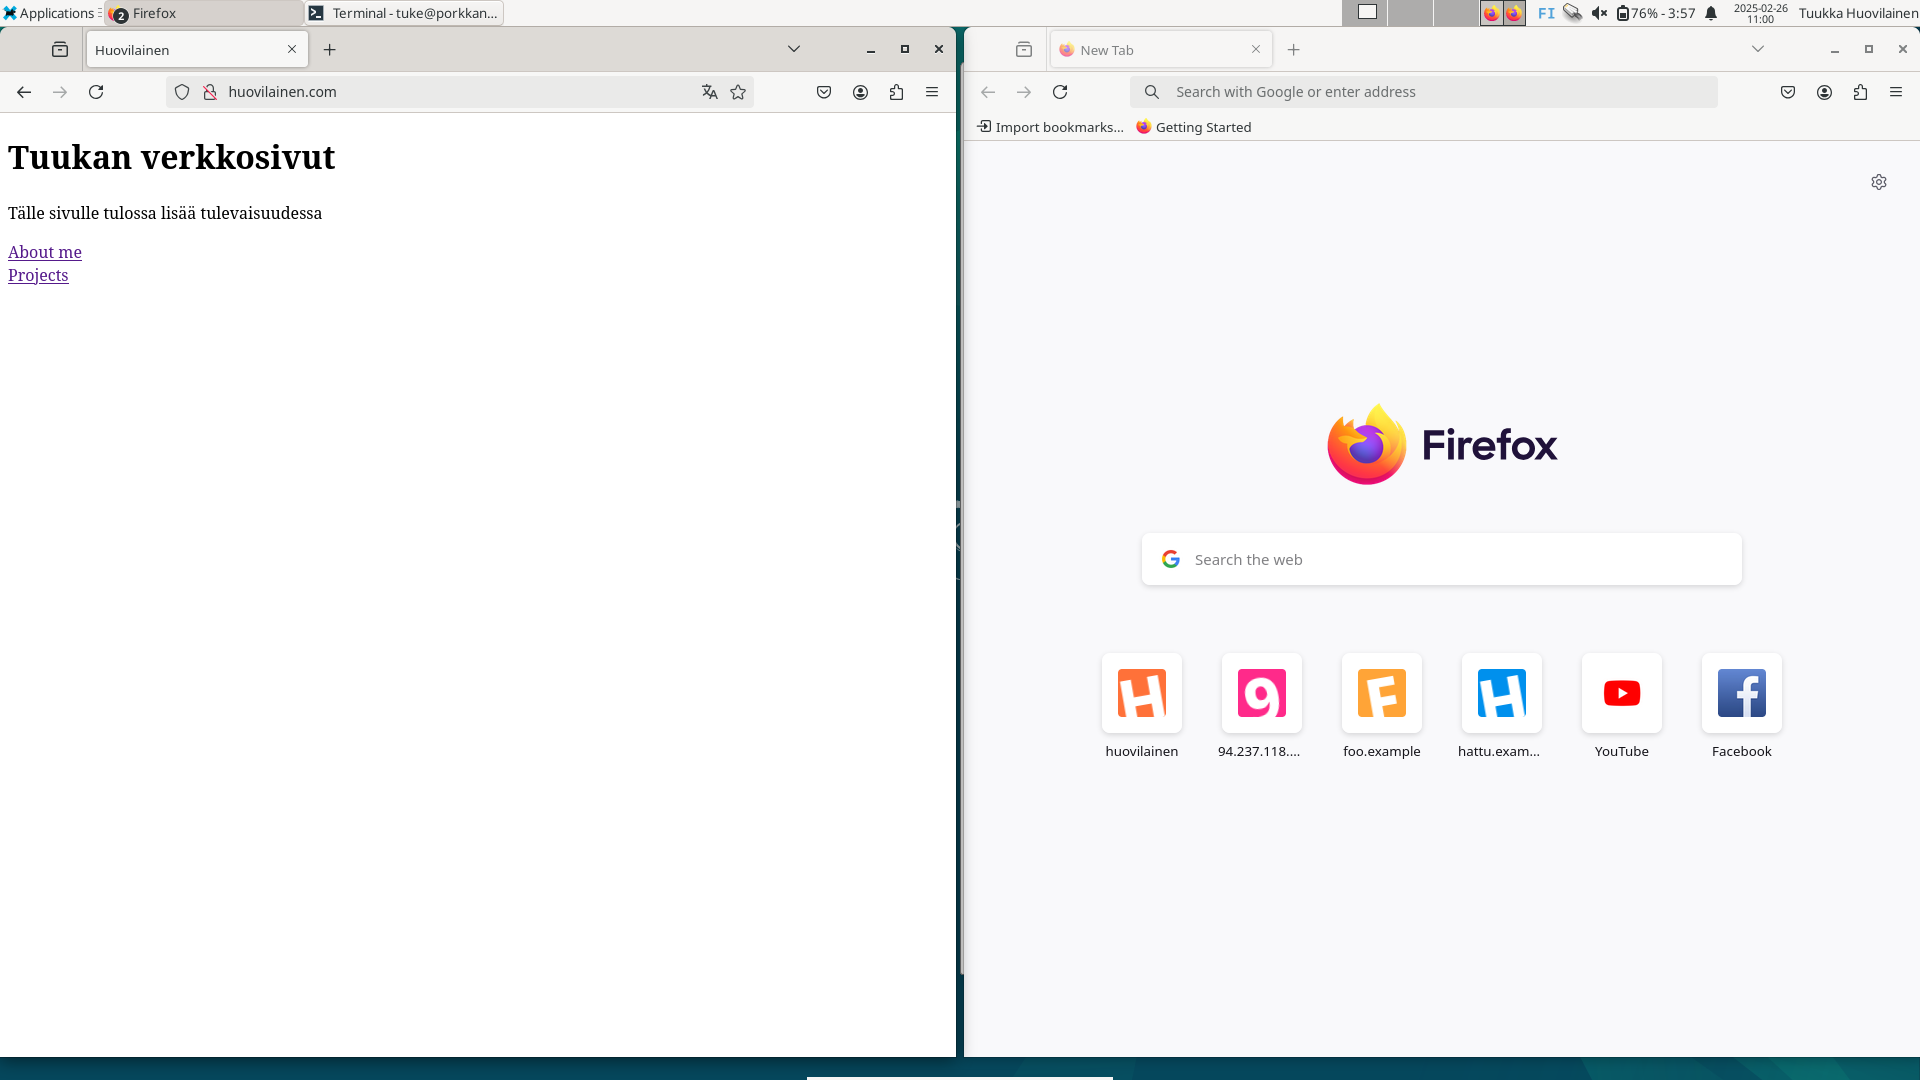 Applications
2 Firefox
Terminal - tuke@porkkan...
FI
76% - 3:57
2025-02-26
11:00
Tuukka Huovilainen
Huovilainen
huovilainen.com
Tuukan verkkosivut
Tälle sivulle tulossa lisää tulevaisuudessa
About me
Projects
New Tab
Search with Google or enter address
Import bookmarks...
Getting Started
Firefox
Search the web
H
9
F
H
huovilainen
94.237.118....
foo.example
hattu.exam...
YouTube
Facebook